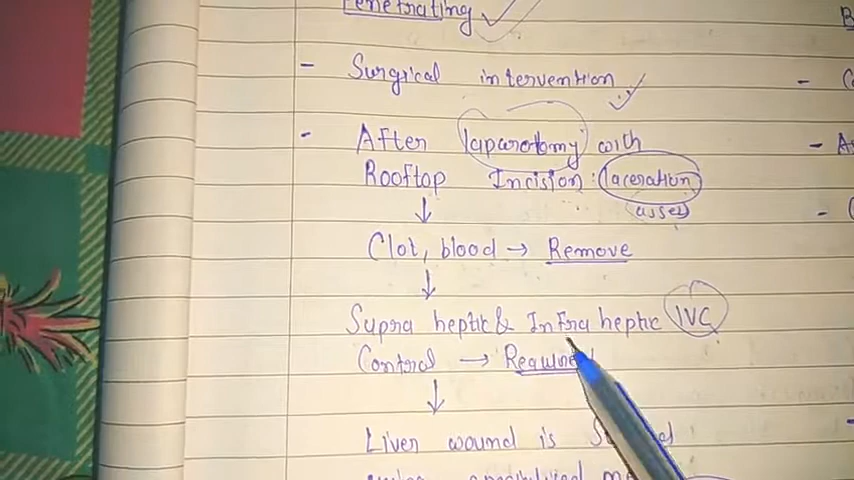 Penetrating
- Surgical intervention
- After laparotomy with
Rooftop Incision : laceration
asses
↓
Clot, blood → Remove
↓
Supra heptic & Infra heptic IVC
Control → Required
↓
Liver wound is